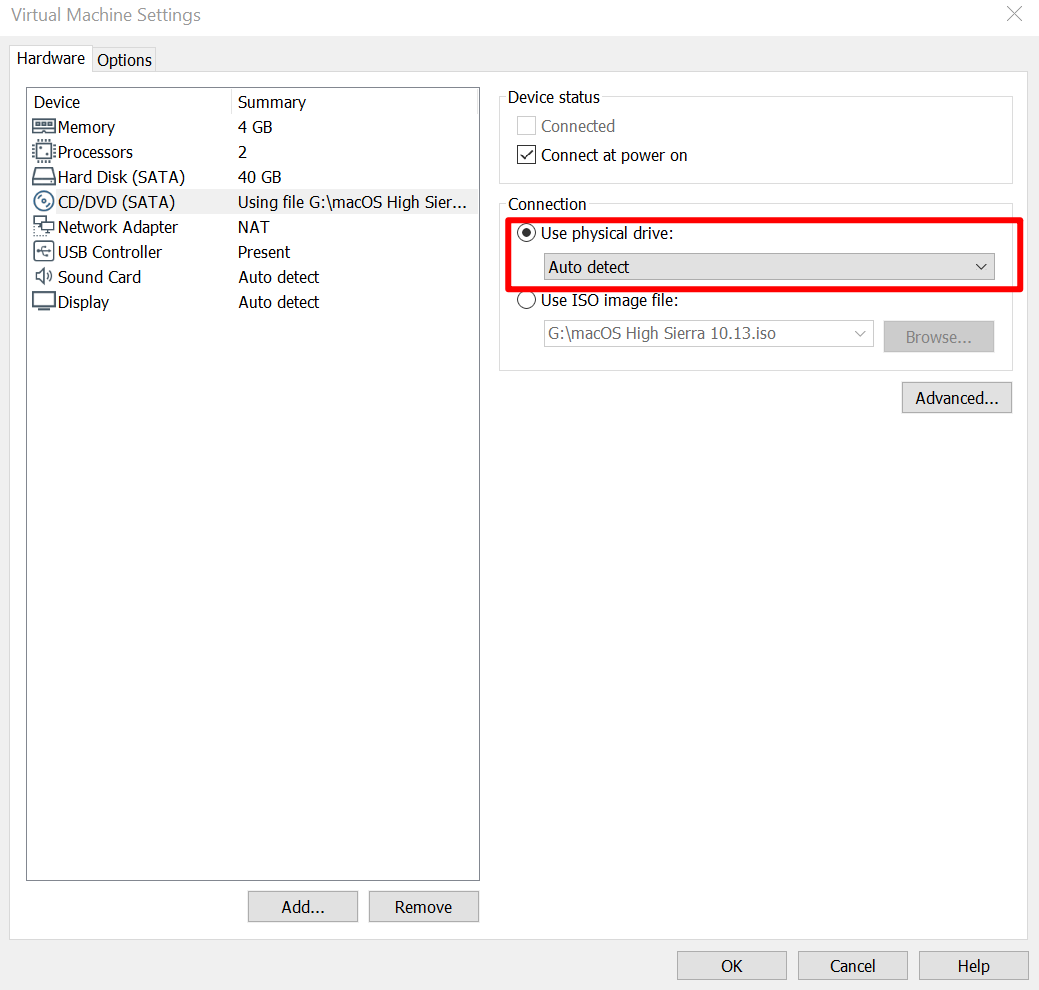 Virtual Machine Settings
Hardware Options
Device Summary
Memory 4 GB
Processors 2
Hard Disk (SATA) 40 GB
CD/DVD (SATA) Using file G:\macOS High Sier...
Network Adapter NAT
USB Controller Present
Sound Card Auto detect
Display Auto detect
Add... Remove
Device status
Connected
Connect at power on
Connection
Use physical drive:
Auto detect
Use ISO image file:
G:\macOS High Sierra 10.13.iso Browse...
Advanced...
OK Cancel Help